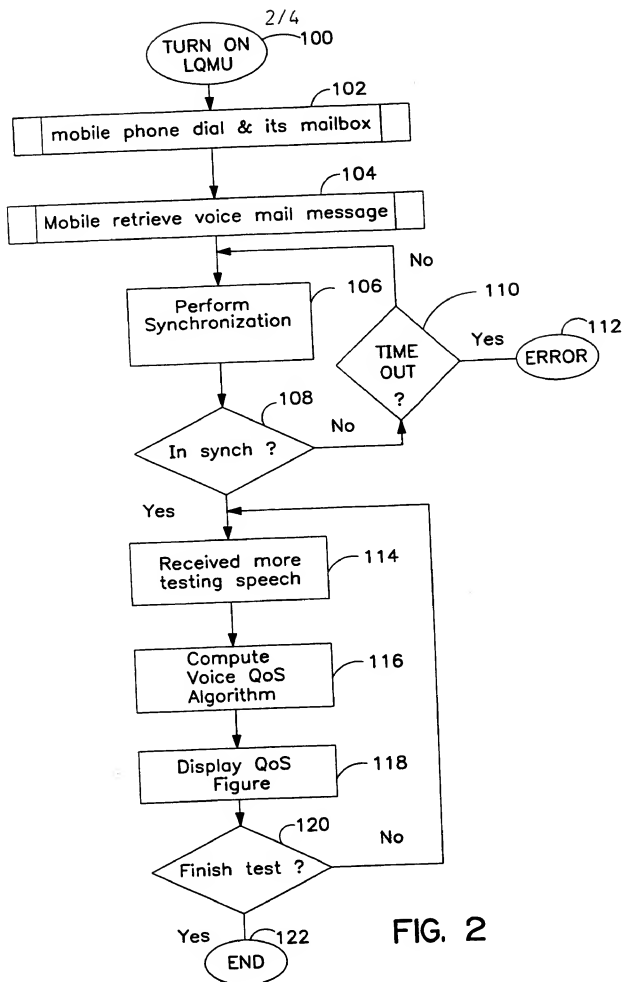 2/4
TURN ON
LQMU
100
102
mobile phone dial & its mailbox
104
Mobile retrieve voice mail message
No
Perform
Synchronization
106
110
TIME
OUT
?
Yes
112
ERROR
108
In synch ?
No
Yes
Received more
testing speech
114
Compute
Voice QoS
Algorithm
116
Display QoS
Figure
118
120
No
Finish test ?
Yes
122
END
FIG. 2